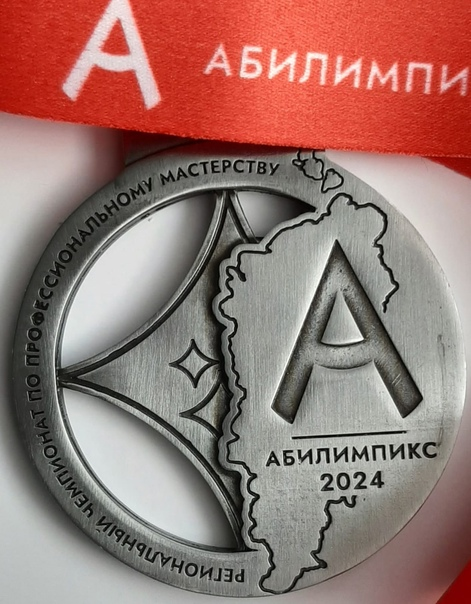 А АБИЛИМПИ
РЕГИОНАЛЬНЫЙ ЧЕМПИОНАТ ПО ПРОФЕССИОНАЛЬНОМУ МАСТЕРСТВУ
А
АБИЛИМПИКС
2024